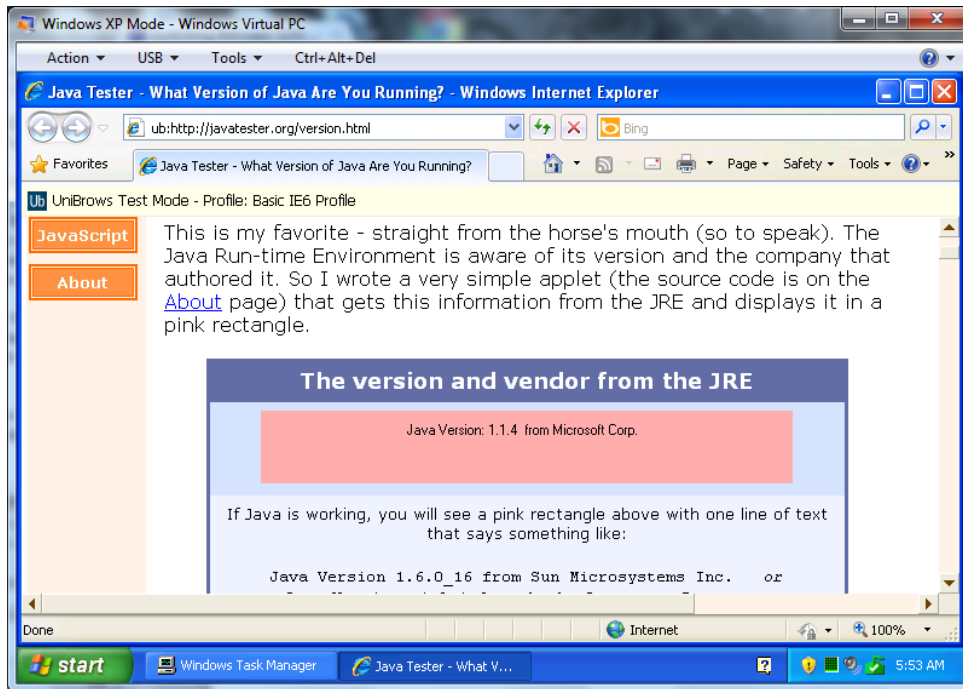 Windows XP Mode - Windows Virtual PC
Action USB Tools Ctrl+Alt+Del
Java Tester - What Version of Java Are You Running? - Windows Internet Explorer
ub:http://javatester.org/version.html Bing
Favorites Java Tester - What Version of Java Are You Running? Page Safety Tools »
Ub UniBrows Test Mode - Profile: Basic IE6 Profile
JavaScript
About
This is my favorite - straight from the horse's mouth (so to speak). The
Java Run-time Environment is aware of its version and the company that
authored it. So I wrote a very simple applet (the source code is on the
About page) that gets this information from the JRE and displays it in a
pink rectangle.
The version and vendor from the JRE
Java Version: 1.1.4 from Microsoft Corp.
If Java is working, you will see a pink rectangle above with one line of text
that says something like:
Java Version 1.6.0_16 from Sun Microsystems Inc. or
Done Internet 100%
start Windows Task Manager Java Tester - What V... 5:53 AM